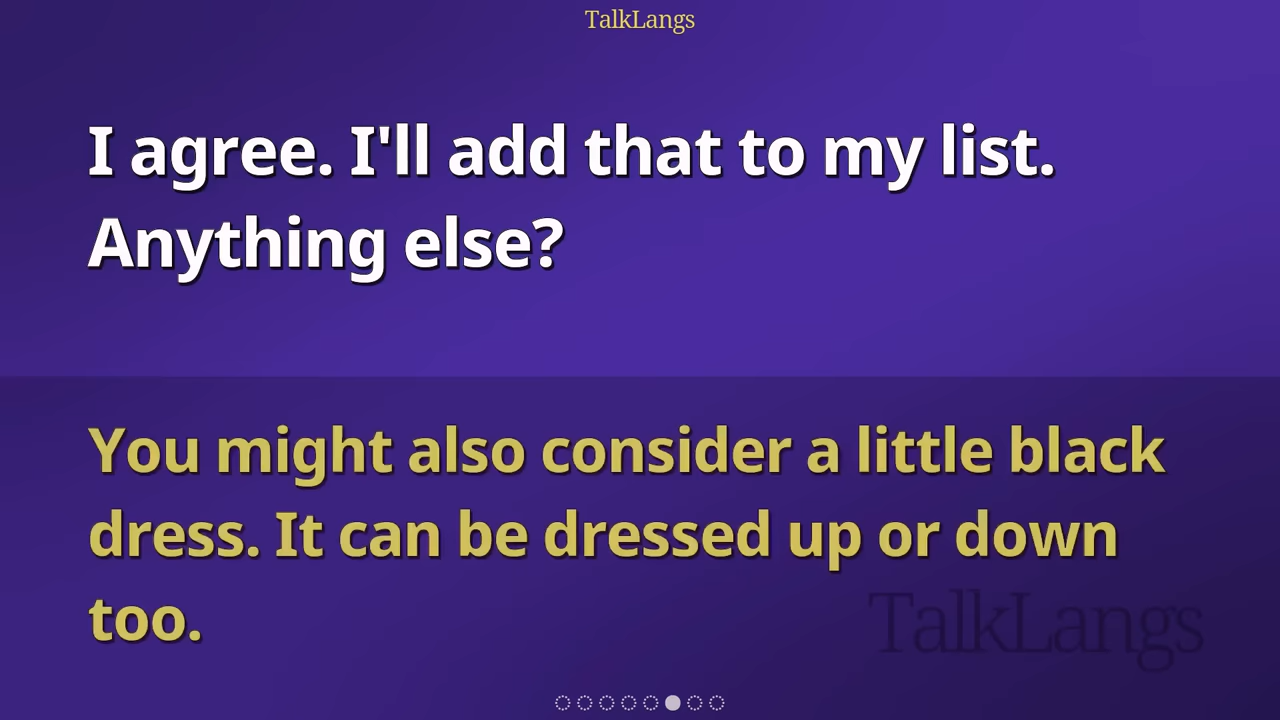 TalkLangs
I agree. I'll add that to my list.
Anything else?
You might also consider a little black
dress. It can be dressed up or down
too.
TalkLangs